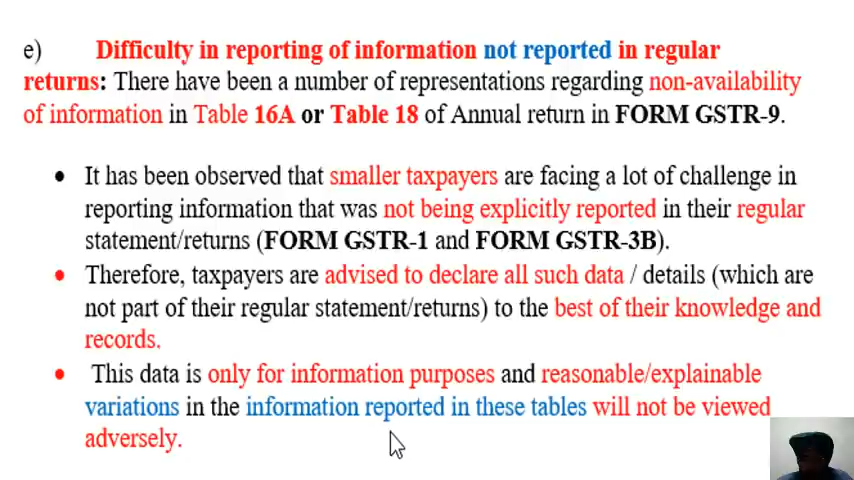 e) Difficulty in reporting of information not reported in regular
returns: There have been a number of representations regarding non-availability
of information in Table 16A or Table 18 of Annual return in FORM GSTR-9.
• It has been observed that smaller taxpayers are facing a lot of challenge in
reporting information that was not being explicitly reported in their regular
statement/returns (FORM GSTR-1 and FORM GSTR-3B).
• Therefore, taxpayers are advised to declare all such data / details (which are
not part of their regular statement/returns) to the best of their knowledge and
records.
• This data is only for information purposes and reasonable/explainable
variations in the information reported in these tables will not be viewed
adversely.